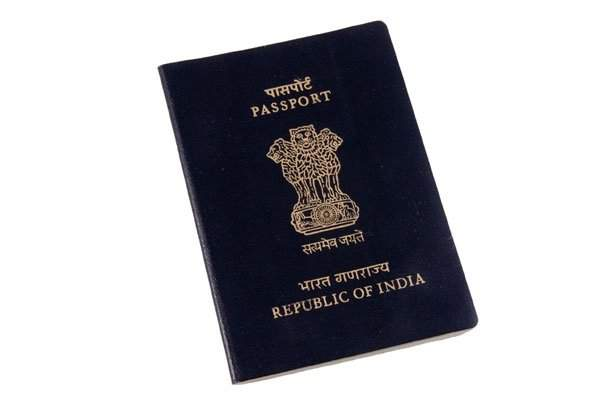 पासपोर्ट
PASSPORT
सत्यमेव जयते
भारत गणराज्य
REPUBLIC OF INDIA